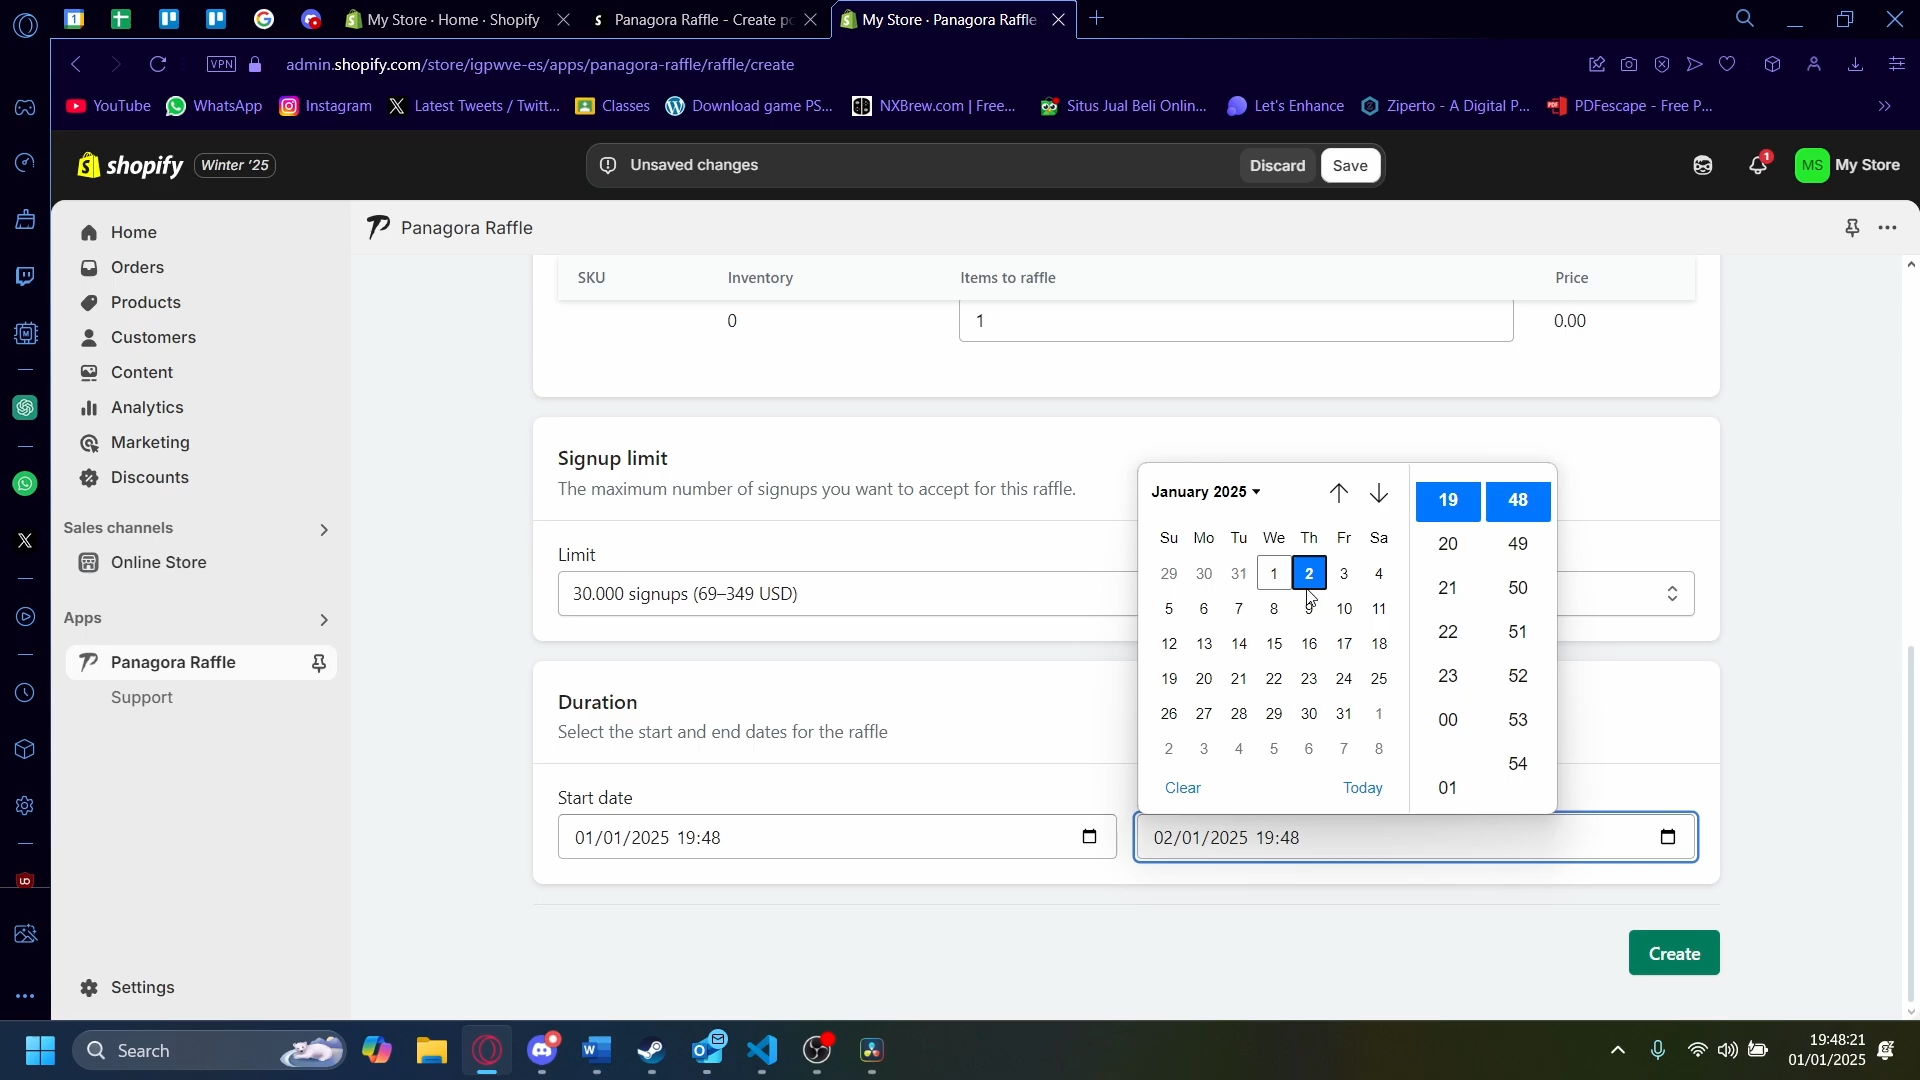 My Store · Home · Shopify
Panagora Raffle - Create po
My Store · Panagora Raffle
VPN
admin.shopify.com/store/igpwve-es/apps/panagora-raffle/raffle/create
YouTube
WhatsApp
Instagram
Latest Tweets / Twitt...
Classes
Download game PS...
NXBrew.com | Free...
Situs Jual Beli Onlin...
Let's Enhance
Ziperto - A Digital P...
PDFescape - Free P...
shopify
Winter '25
Unsaved changes
Discard
Save
1
MS
My Store
Home
Orders
Products
Customers
Content
Analytics
Marketing
Discounts
Sales channels
Online Store
Apps
Panagora Raffle
Support
Settings
Panagora Raffle
SKU
Inventory
Items to raffle
Price
0
1
0.00
Signup limit
The maximum number of signups you want to accept for this raffle.
Limit
30.000 signups (69–349 USD)
Duration
Select the start and end dates for the raffle
Start date
01/01/2025 19:48
02/01/2025 19:48
January 2025
Su Mo Tu We Th Fr Sa
29 30 31 1 2 3 4
5 6 7 8 9 10 11
12 13 14 15 16 17 18
19 20 21 22 23 24 25
26 27 28 29 30 31 1
2 3 4 5 6 7 8
Clear
Today
19 48
20 49
21 50
22 51
23 52
00 53
01 54
Create
Search
19:48:21
01/01/2025